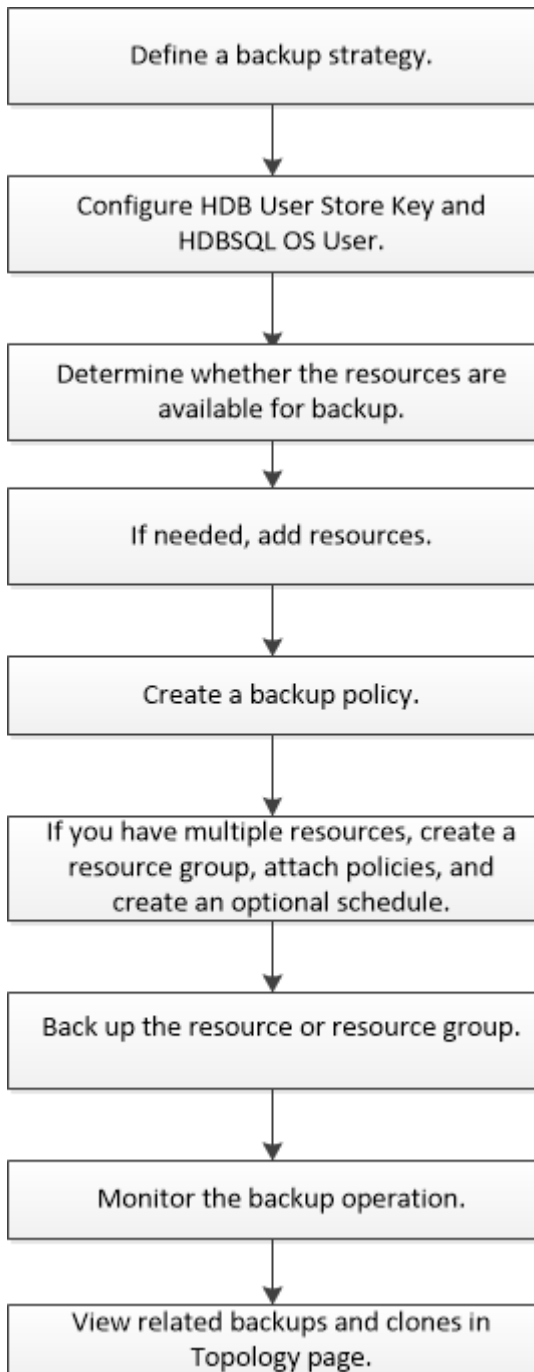 Define a backup strategy.
Configure HDB User Store Key and
HDBSQL OS User.
Determine whether the resources are
available for backup.
If needed, add resources.
Create a backup policy.
If you have multiple resources, create a
resource group, attach policies, and
create an optional schedule.
Back up the resource or resource group.
Monitor the backup operation.
View related backups and clones in
Topology page.